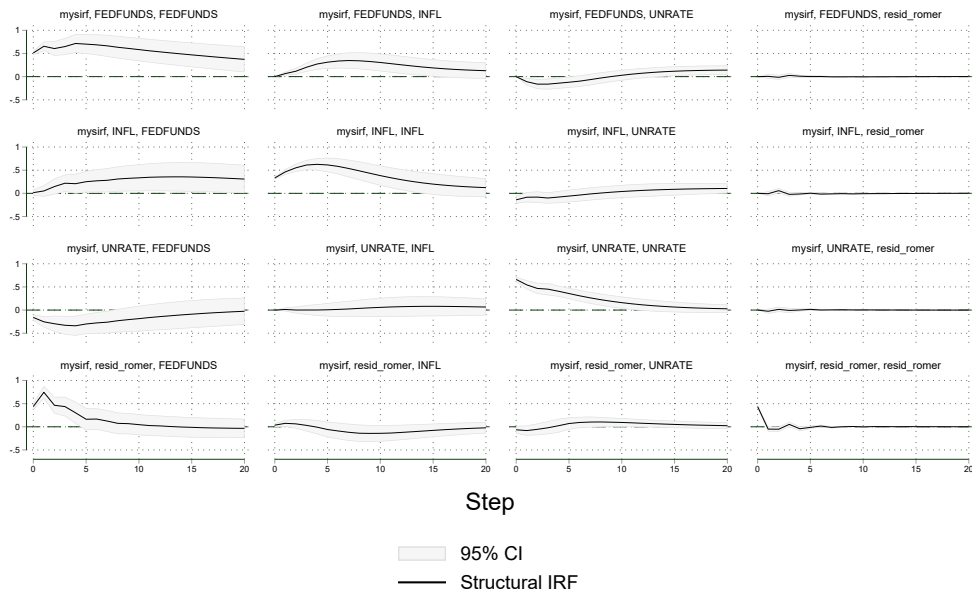 mysirf, FEDFUNDS, FEDFUNDS
mysirf, FEDFUNDS, INFL
mysirf, FEDFUNDS, UNRATE
mysirf, FEDFUNDS, resid_romer
1
.5
0
-.5
mysirf, INFL, FEDFUNDS
mysirf, INFL, INFL
mysirf, INFL, UNRATE
mysirf, INFL, resid_romer
1
.5
0
-.5
mysirf, UNRATE, FEDFUNDS
mysirf, UNRATE, INFL
mysirf, UNRATE, UNRATE
mysirf, UNRATE, resid_romer
1
.5
0
-.5
mysirf, resid_romer, FEDFUNDS
mysirf, resid_romer, INFL
mysirf, resid_romer, UNRATE
mysirf, resid_romer, resid_romer
1
.5
0
-.5
0 5 10 15 20
0 5 10 15 20
0 5 10 15 20
0 5 10 15 20
Step
95% CI
Structural IRF